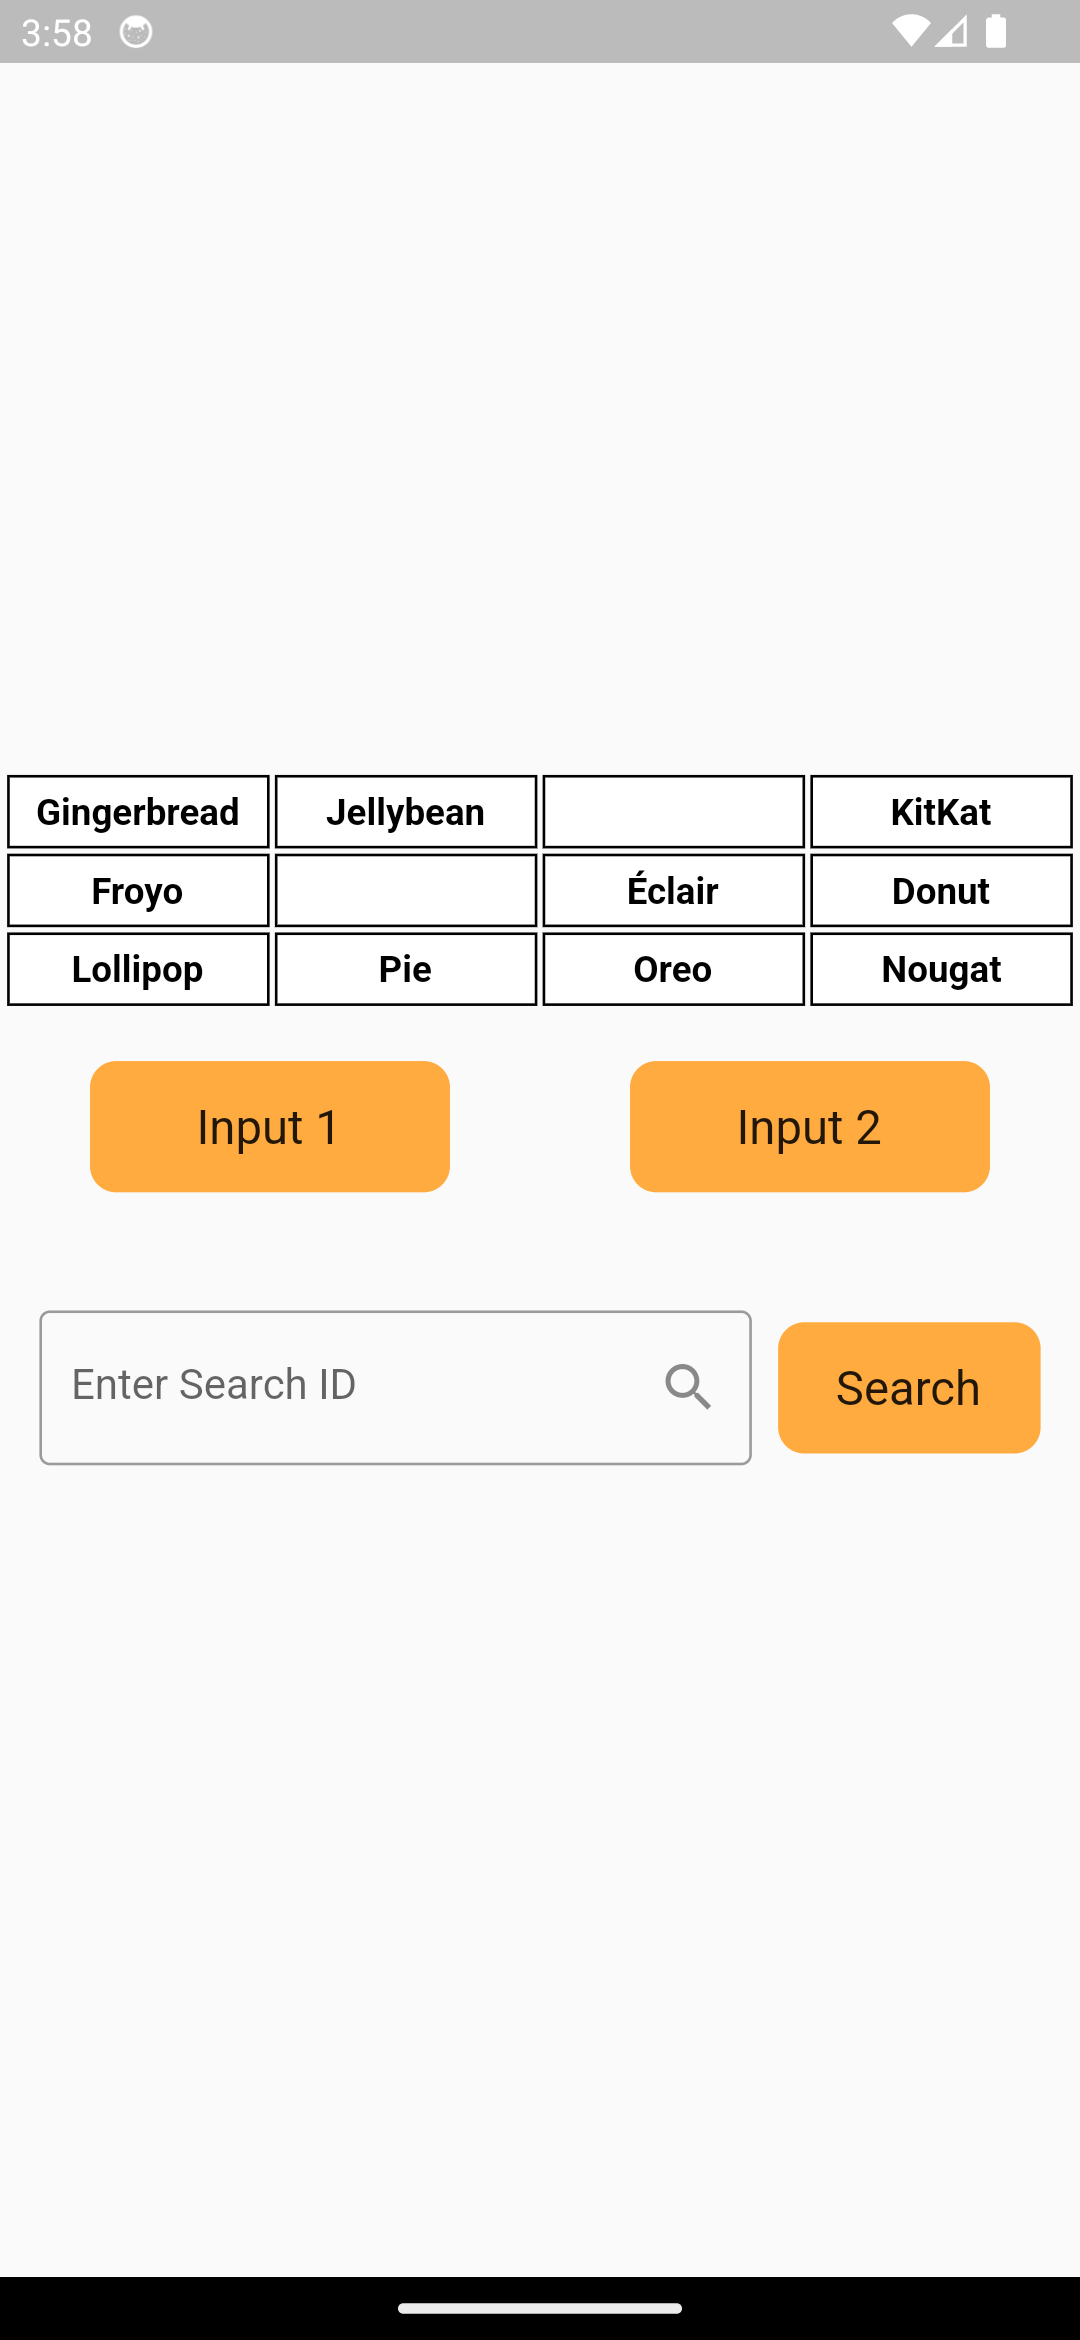 3:58
Gingerbread Jellybean KitKat
Froyo Éclair Donut
Lollipop Pie Oreo Nougat
Input 1 Input 2
Enter Search ID Search